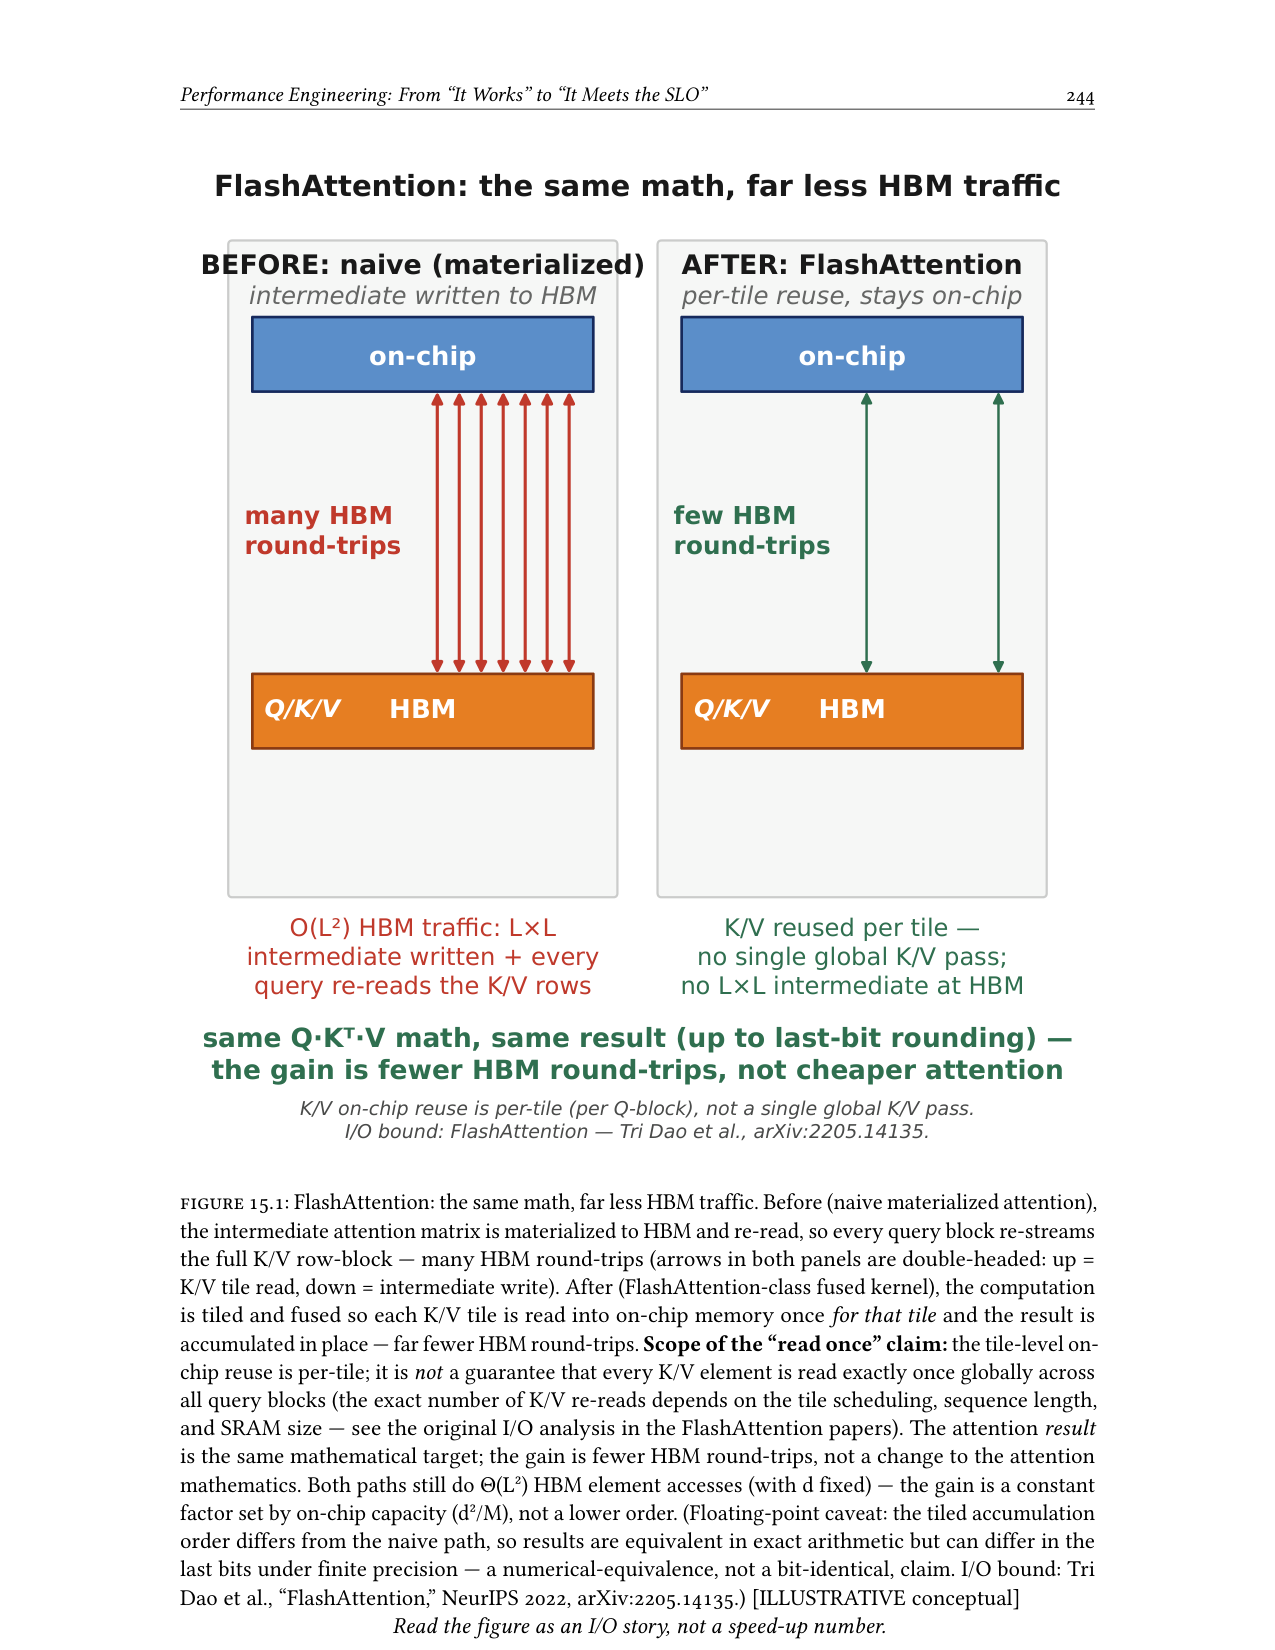 Performance Engineering: From “It Works” to “It Meets the SLO” 244
FlashAttention: the same math, far less HBM traffic
BEFORE: naive (materialized)
intermediate written to HBM
on-chip
many HBM
round-trips
Q/K/V HBM
O(L²) HBM traffic: L×L
intermediate written + every
query re-reads the K/V rows
AFTER: FlashAttention
per-tile reuse, stays on-chip
on-chip
few HBM
round-trips
Q/K/V HBM
K/V reused per tile —
no single global K/V pass;
no L×L intermediate at HBM
same Q·Kᵀ·V math, same result (up to last-bit rounding) —
the gain is fewer HBM round-trips, not cheaper attention
K/V on-chip reuse is per-tile (per Q-block), not a single global K/V pass.
I/O bound: FlashAttention — Tri Dao et al., arXiv:2205.14135.
FIGURE 15.1: FlashAttention: the same math, far less HBM traffic. Before (naive materialized attention),
the intermediate attention matrix is materialized to HBM and re-read, so every query block re-streams
the full K/V row-block — many HBM round-trips (arrows in both panels are double-headed: up =
K/V tile read, down = intermediate write). After (FlashAttention-class fused kernel), the computation
is tiled and fused so each K/V tile is read into on-chip memory once for that tile and the result is
accumulated in place — far fewer HBM round-trips. Scope of the “read once” claim: the tile-level on-
chip reuse is per-tile; it is not a guarantee that every K/V element is read exactly once globally across
all query blocks (the exact number of K/V re-reads depends on the tile scheduling, sequence length,
and SRAM size — see the original I/O analysis in the FlashAttention papers). The attention result
is the same mathematical target; the gain is fewer HBM round-trips, not a change to the attention
mathematics. Both paths still do Θ(L²) HBM element accesses (with d fixed) — the gain is a constant
factor set by on-chip capacity (d²/M), not a lower order. (Floating-point caveat: the tiled accumulation
order differs from the naive path, so results are equivalent in exact arithmetic but can differ in the
last bits under finite precision — a numerical-equivalence, not a bit-identical, claim. I/O bound: Tri
Dao et al., “FlashAttention,” NeurIPS 2022, arXiv:2205.14135.) [ILLUSTRATIVE conceptual]
Read the figure as an I/O story, not a speed-up number.